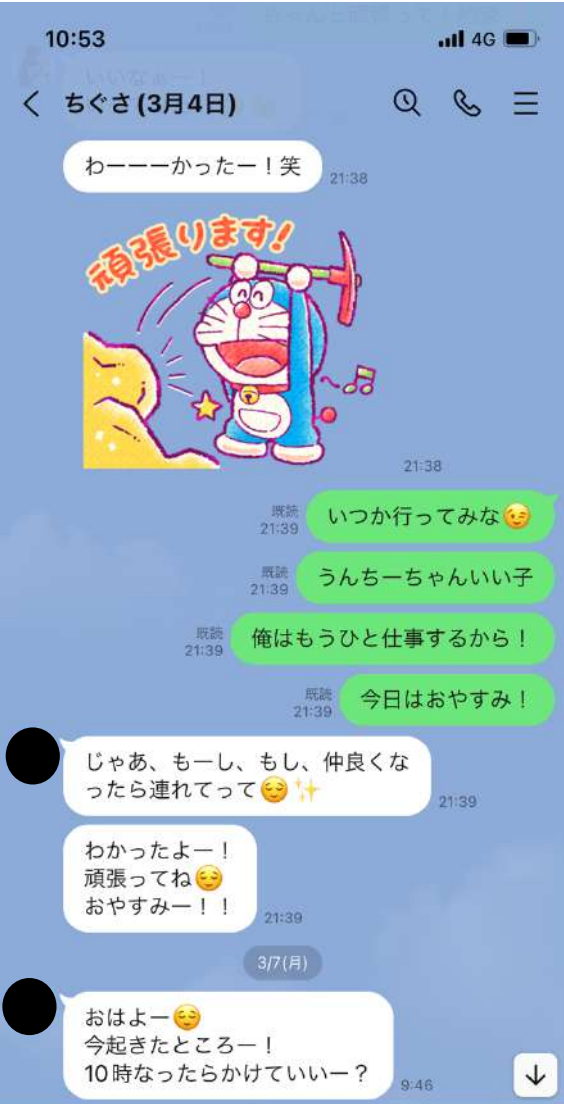 10:53
4G
いいなぁー！
ちぐさ(3月4日)
わーーーかったー！笑
21:38
頑張ります！
21:38
いつか行ってみな😉
既読
21:39
うんちーちゃんいい子
既読
21:39
俺はもうひと仕事するから！
既読
21:39
今日はおやすみ！
既読
21:39
じゃあ、もーし、もし、仲良くな
ったら連れてって😌✨
21:39
わかったよー！
頑張ってね😌
おやすみー！！
21:39
3/7(月)
おはよー😌
今起きたところー！
10時なったらかけていいー？
9:46